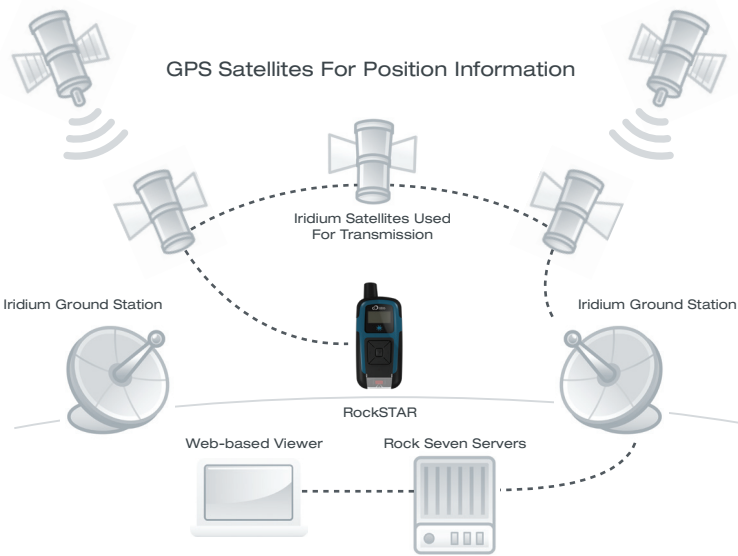 GPS Satellites For Position Information
Iridium Satellites Used
For Transmission
Iridium Ground Station
Iridium Ground Station
RockSTAR
Web-based Viewer
Rock Seven Servers